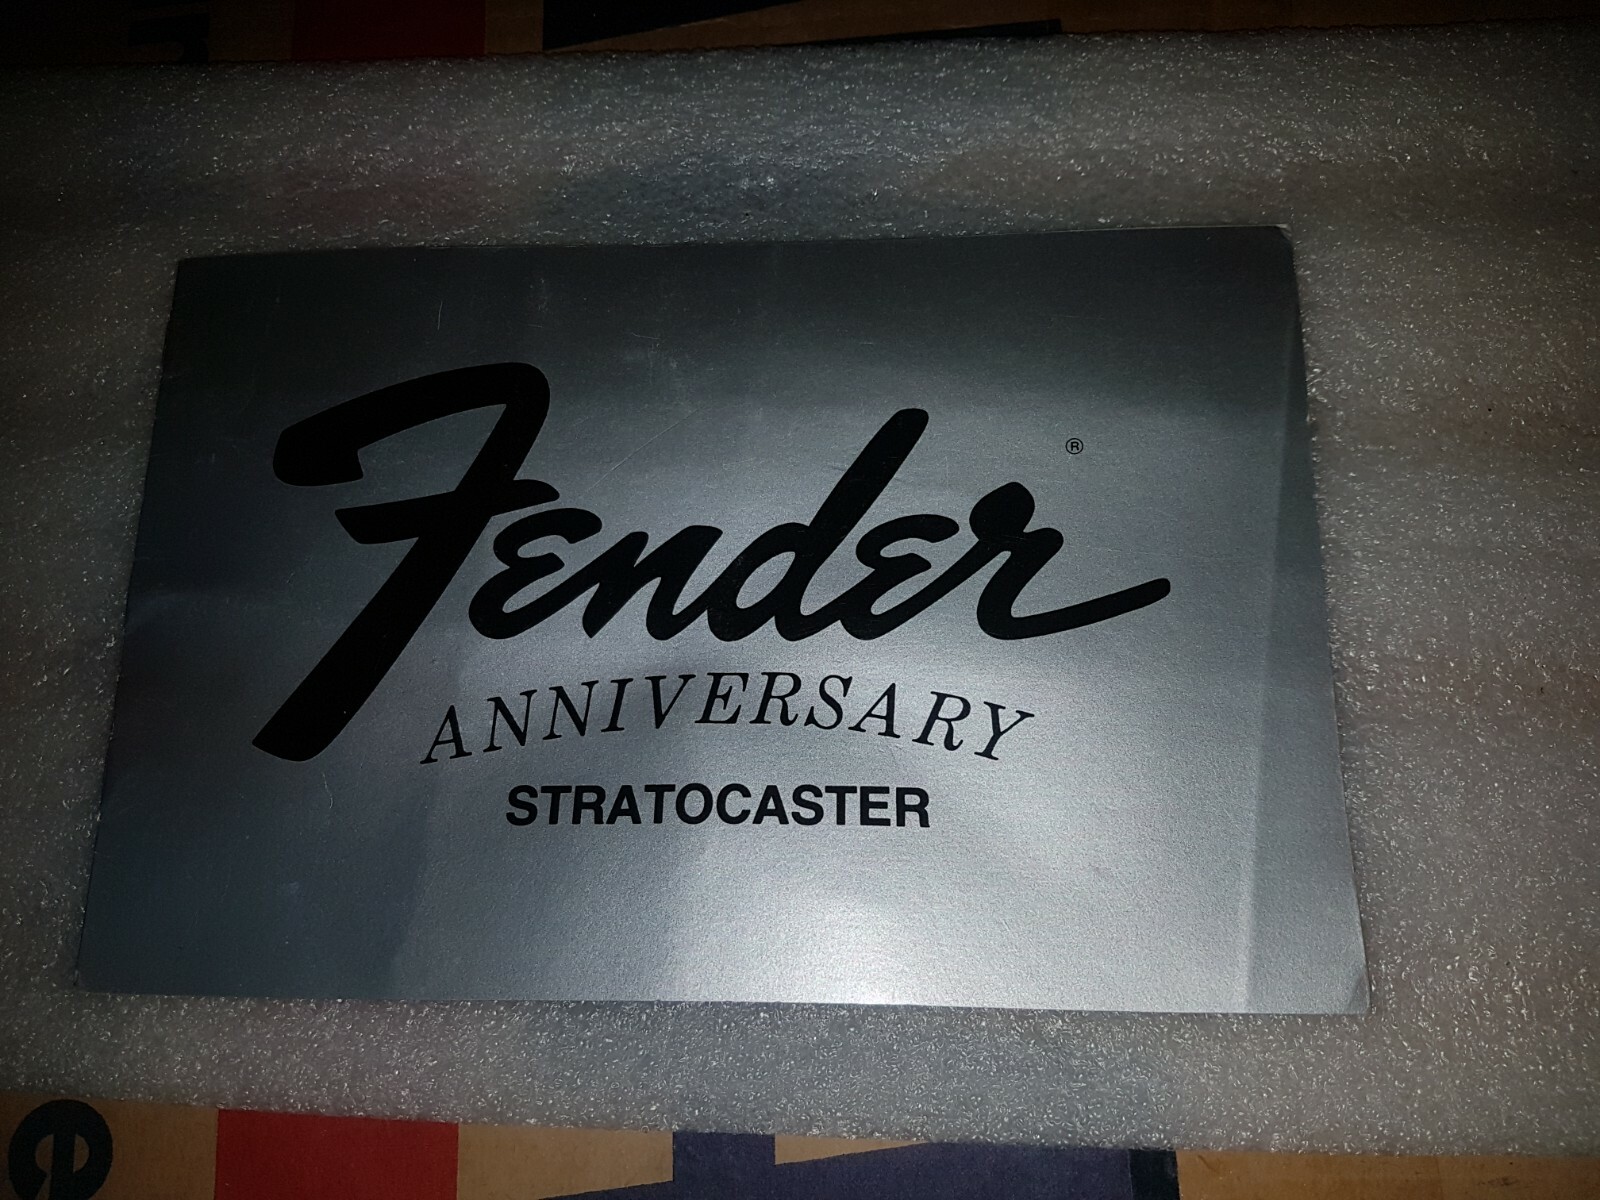 Fender ®
ANNIVERSARY
STRATOCASTER
e